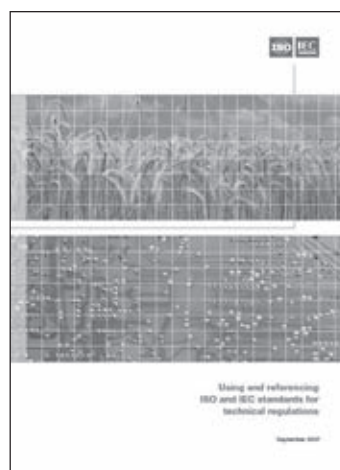 ISO IEC
Using and referencing
ISO and IEC standards for
technical regulations
September 2007